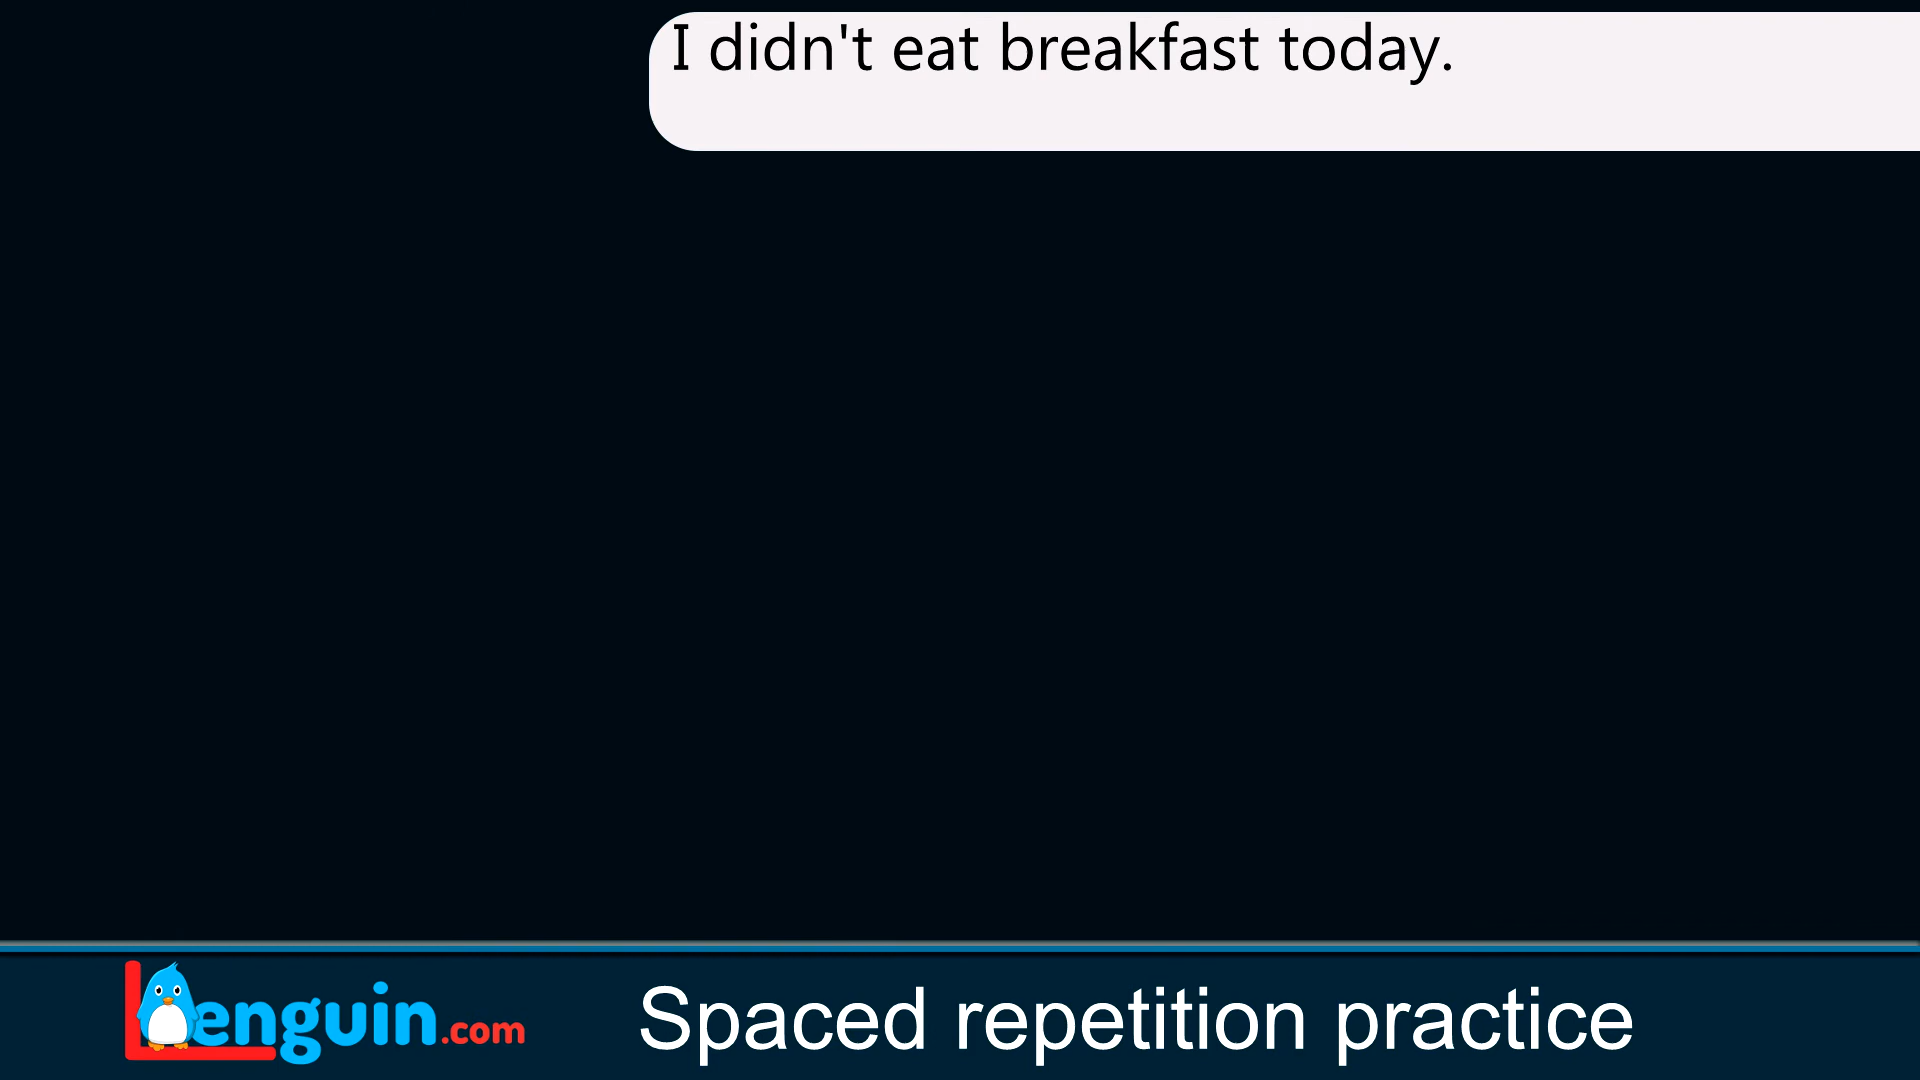 I didn't eat breakfast today.
Lenguin.com
Spaced repetition practice